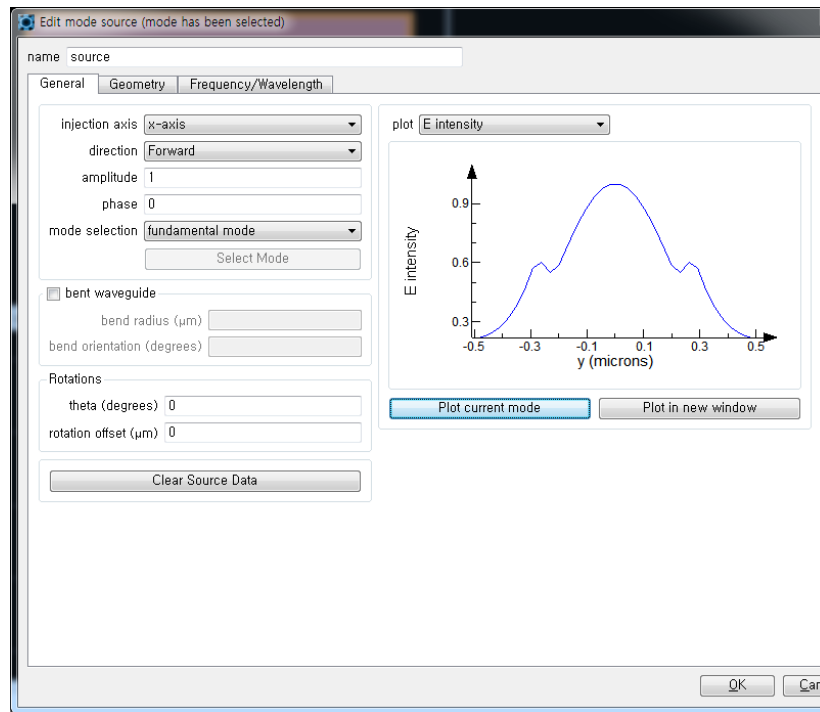 Edit mode source (mode has been selected)
name source
General Geometry Frequency/Wavelength
injection axis x-axis
direction Forward
amplitude 1
phase 0
mode selection fundamental mode
Select Mode
bent waveguide
bend radius (μm)
bend orientation (degrees)
Rotations
theta (degrees) 0
rotation offset (μm) 0
Clear Source Data
plot E intensity
E intensity
0.9
0.6
0.3
-0.5 -0.3 -0.1 0.1 0.3 0.5
y (microns)
Plot current mode Plot in new window
OK Car